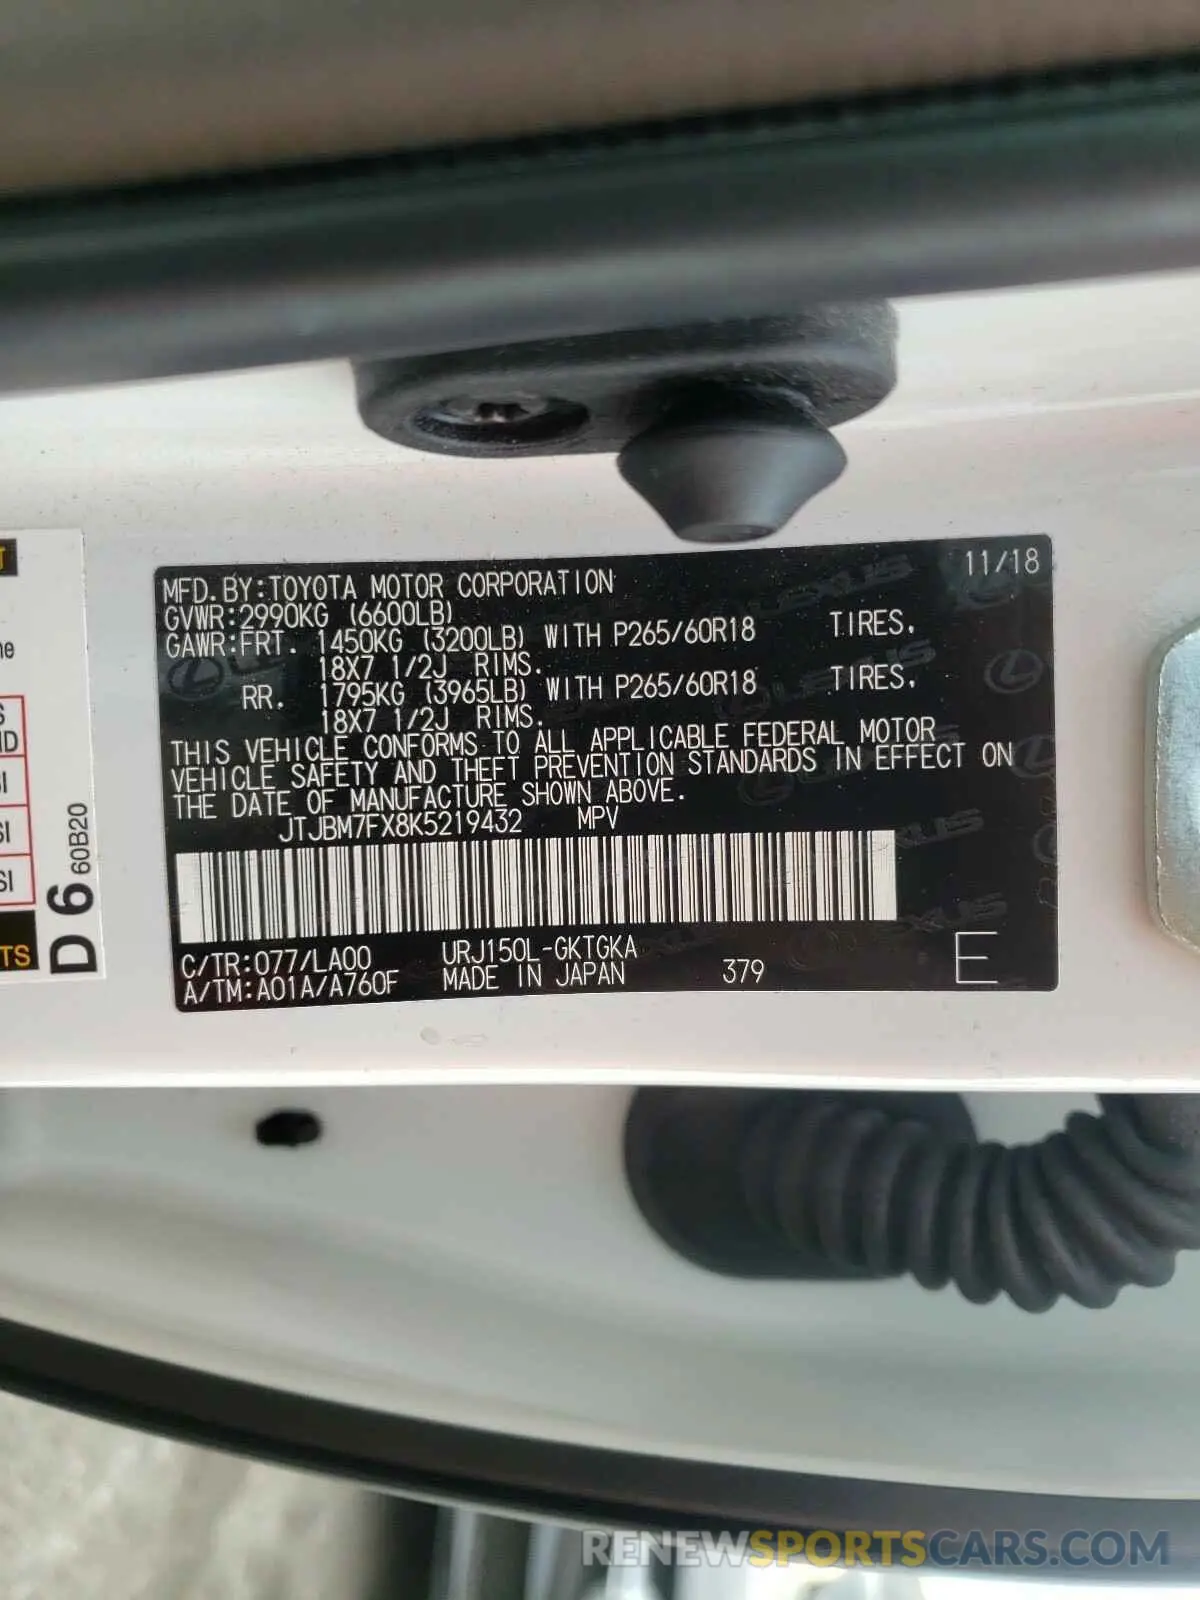 11/18
MFD.BY:TOYOTA MOTOR CORPORATION
GVWR:2990KG (6600LB)
GAWR:FRT. 1450KG (3200LB) WITH P265/60R18 TIRES.
18X7 1/2J RIMS.
RR. 1795KG (3965LB) WITH P265/60R18 TIRES.
18X7 1/2J RIMS.
THIS VEHICLE CONFORMS TO ALL APPLICABLE FEDERAL MOTOR
VEHICLE SAFETY AND THEFT PREVENTION STANDARDS IN EFFECT ON
THE DATE OF MANUFACTURE SHOWN ABOVE.
JTJBM7FX8K5219432 MPV
C/TR:077/LA00 URJ150L-GKTGKA
A/TM:A01A/A760F MADE IN JAPAN 379 E
D6 60B20
RENEWSPORTSCARS.COM